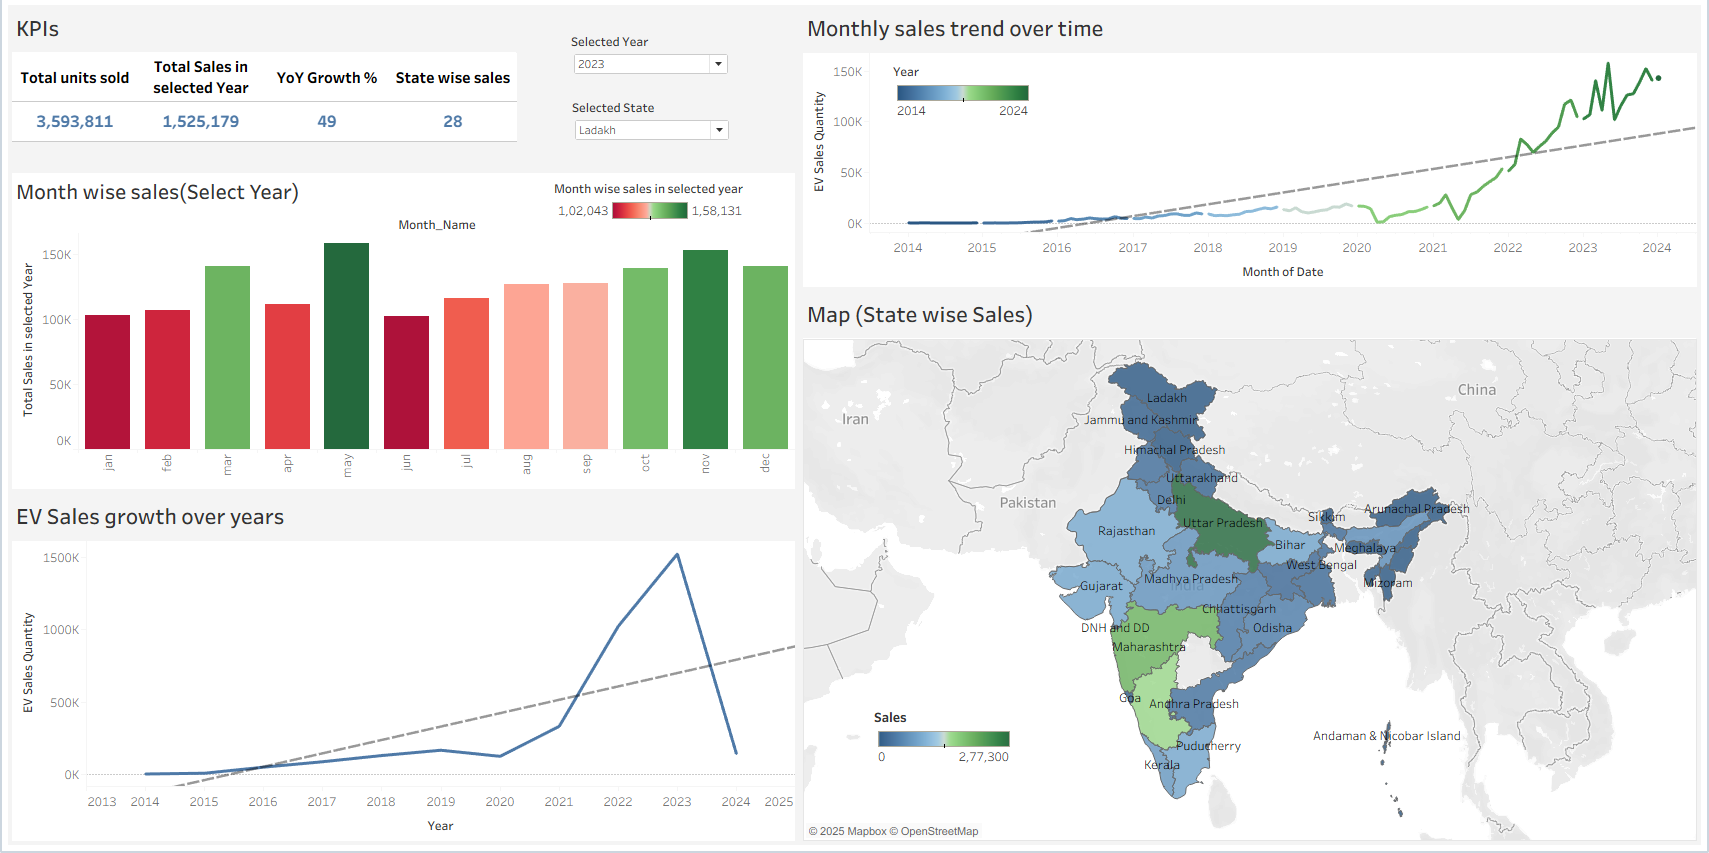 KPIs
Total units sold
Total Sales in
selected Year
YoY Growth %
State wise sales
3,593,811
1,525,179
49
28
Selected Year
2023
Selected State
Ladakh
Month wise sales(Select Year)
Month wise sales in selected year
1,02,043
1,58,131
Month_Name
Total Sales in selected Year
150K
100K
50K
0K
jan
feb
mar
apr
may
jun
jul
aug
sep
oct
nov
dec
EV Sales growth over years
EV Sales Quantity
1500K
1000K
500K
0K
2013
2014
2015
2016
2017
2018
2019
2020
2021
2022
2023
2024
2025
Year
Monthly sales trend over time
EV Sales Quantity
150K
100K
50K
0K
Year
2014
2024
2014
2015
2016
2017
2018
2019
2020
2021
2022
2023
2024
Month of Date
Map (State wise Sales)
Iran
China
Pakistan
India
Ladakh
Jammu and Kashmir
Himachal Pradesh
Uttarakhand
Delhi
Rajasthan
Uttar Pradesh
Sikkim
Arunachal Pradesh
Bihar
Meghalaya
West Bengal
Mizoram
Gujarat
Madhya Pradesh
Chhattisgarh
DNH and DD
Odisha
Maharashtra
Goa
Andhra Pradesh
Puducherry
Kerala
Andaman & Nicobar Island
Sales
0
2,77,300
© 2025 Mapbox © OpenStreetMap